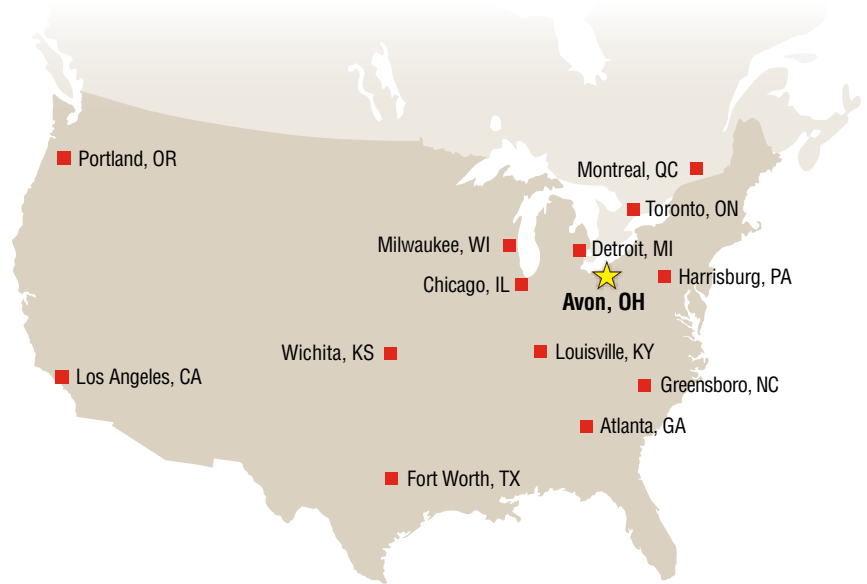 Portland, OR
Montreal, QC
Toronto, ON
Milwaukee, WI
Detroit, MI
Chicago, IL
Harrisburg, PA
Avon, OH
Wichita, KS
Louisville, KY
Los Angeles, CA
Greensboro, NC
Atlanta, GA
Fort Worth, TX